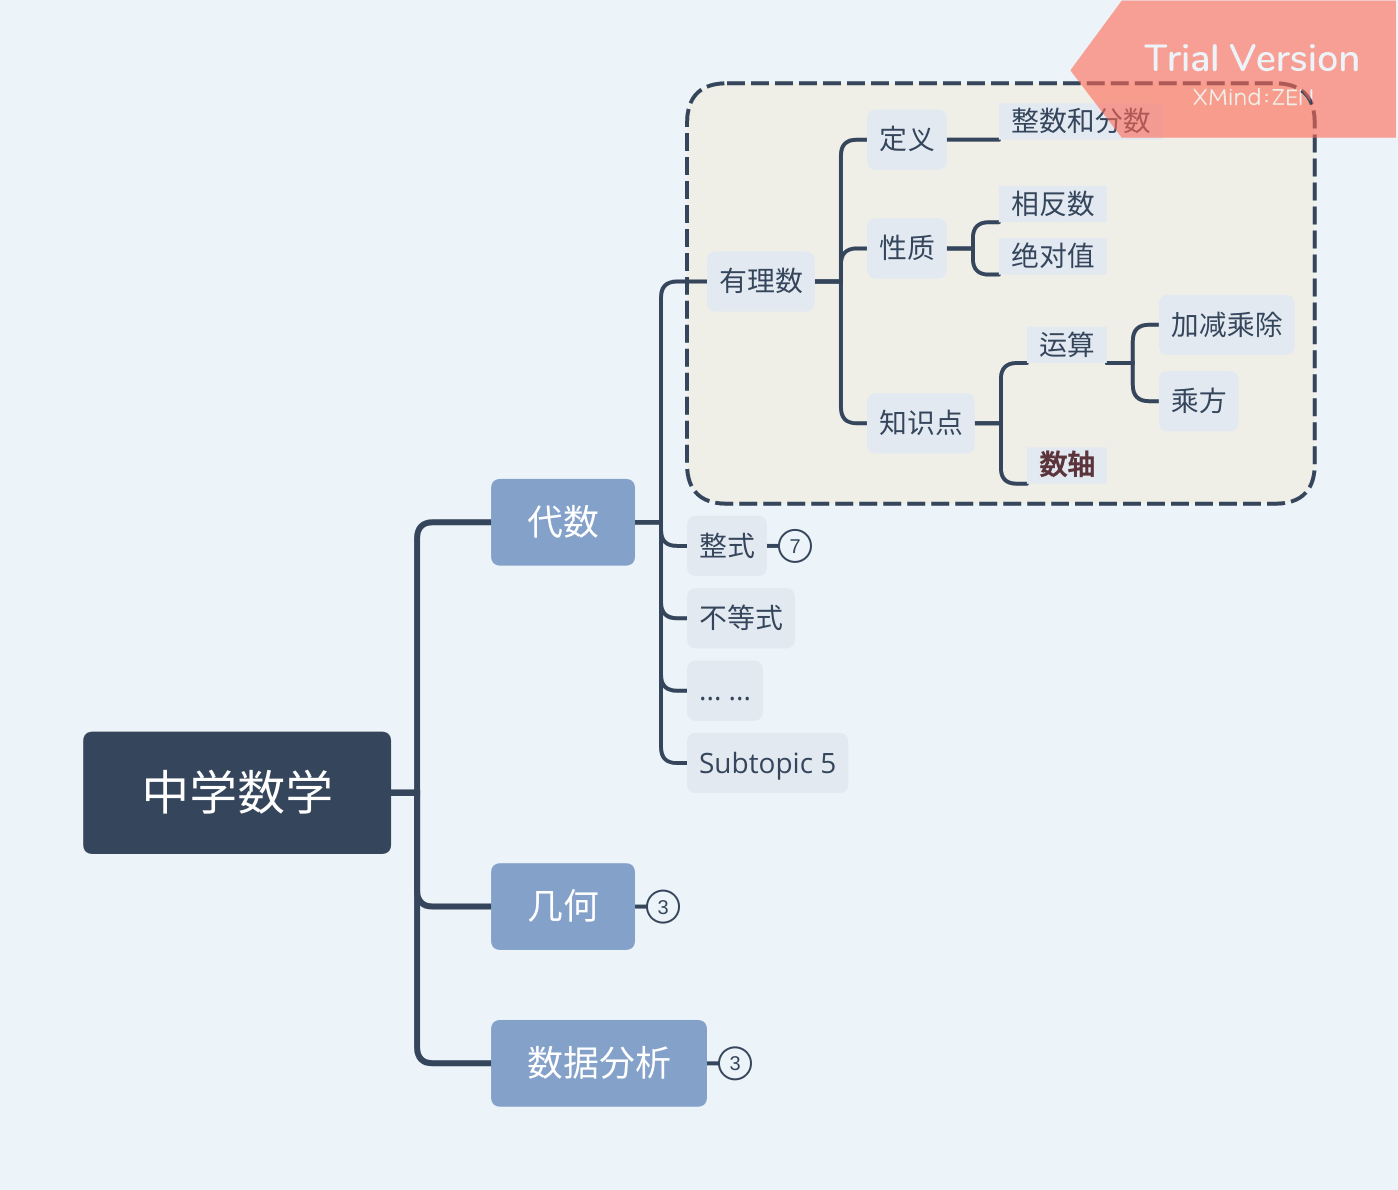 Trial Version
XMind:ZEN
中学数学
代数
有理数
定义
整数和分数
性质
相反数
绝对值
知识点
运算
加减乘除
乘方
数轴
整式
7
不等式
... ...
Subtopic 5
几何
3
数据分析
3